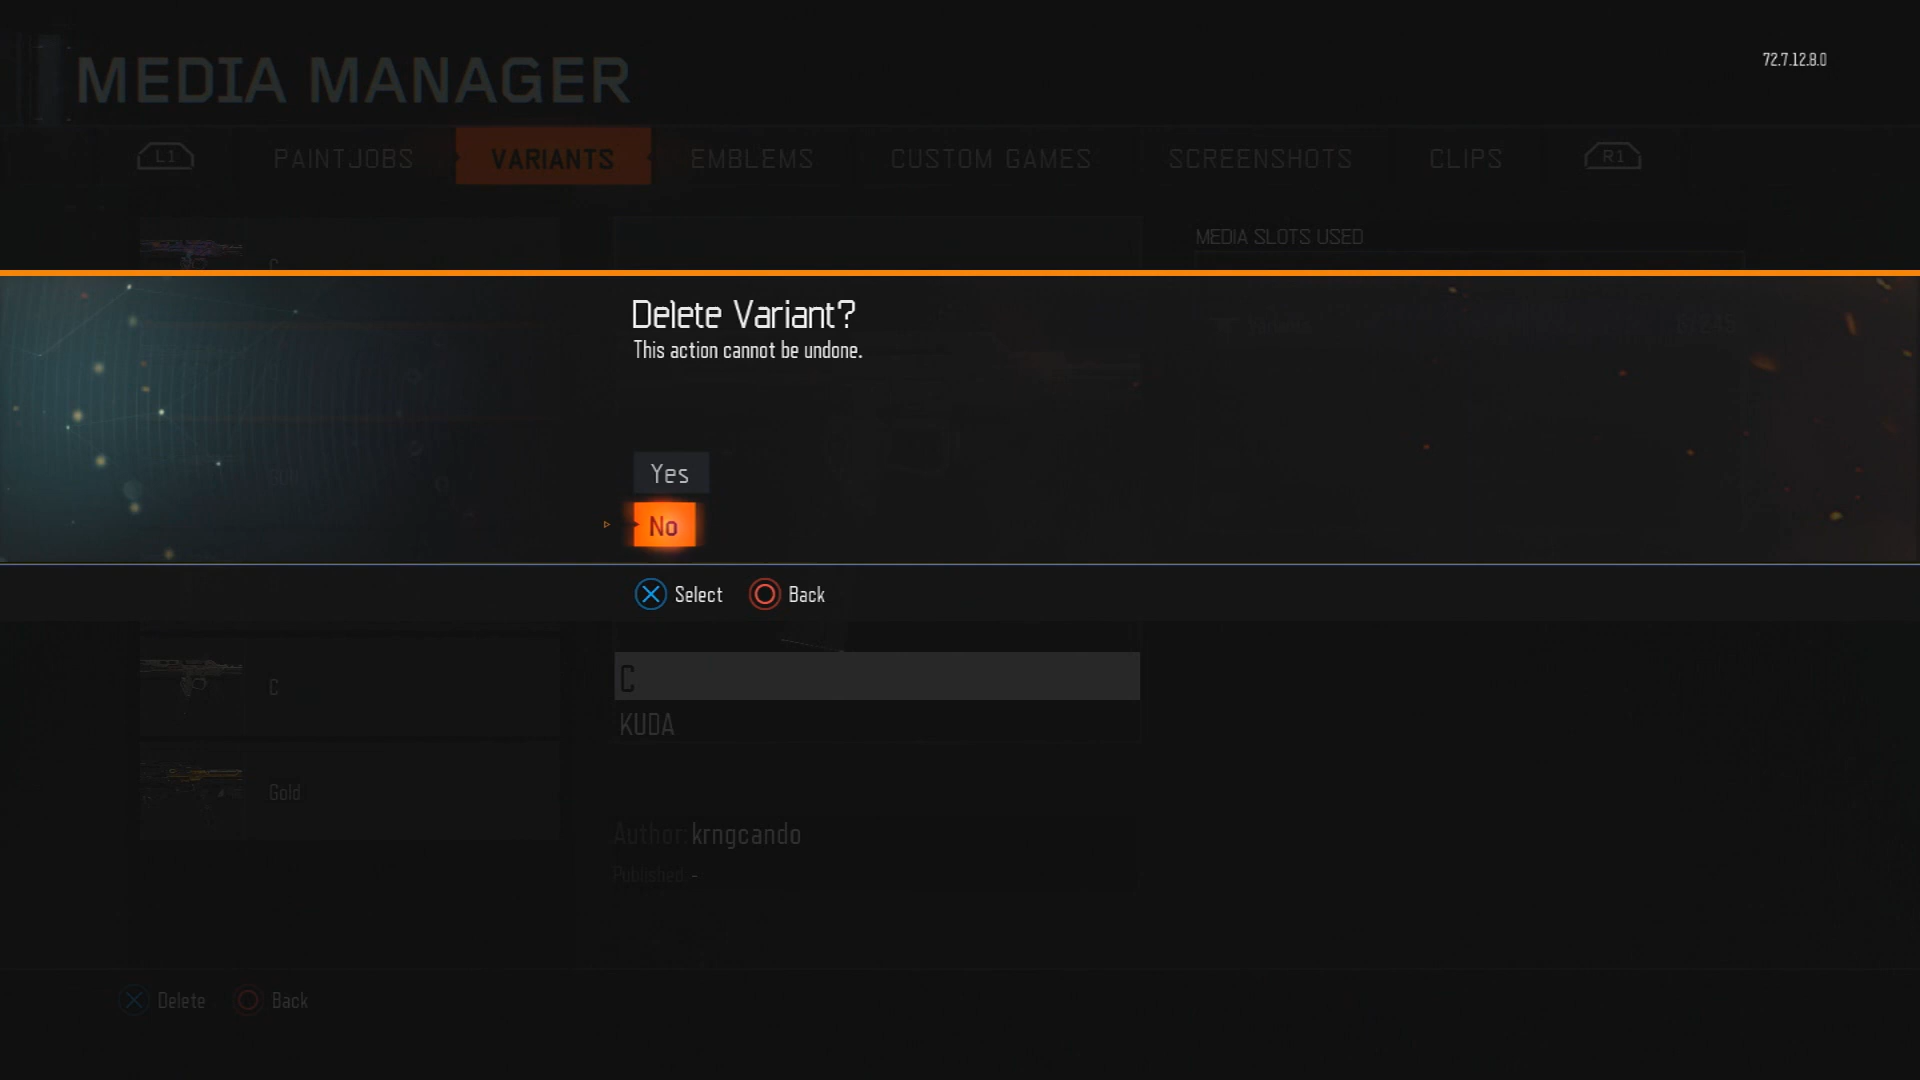 MEDIA MANAGER
72.7.12.8.0
L1
PAINTJOBS
VARIANTS
EMBLEMS
CUSTOM GAMES
SCREENSHOTS
CLIPS
R1
C
MEDIA SLOTS USED
Delete Variant?
This action cannot be undone.
Yes
No
Select
Back
C
C
KUDA
Gold
Author: krngcando
Published: -
Delete
Back